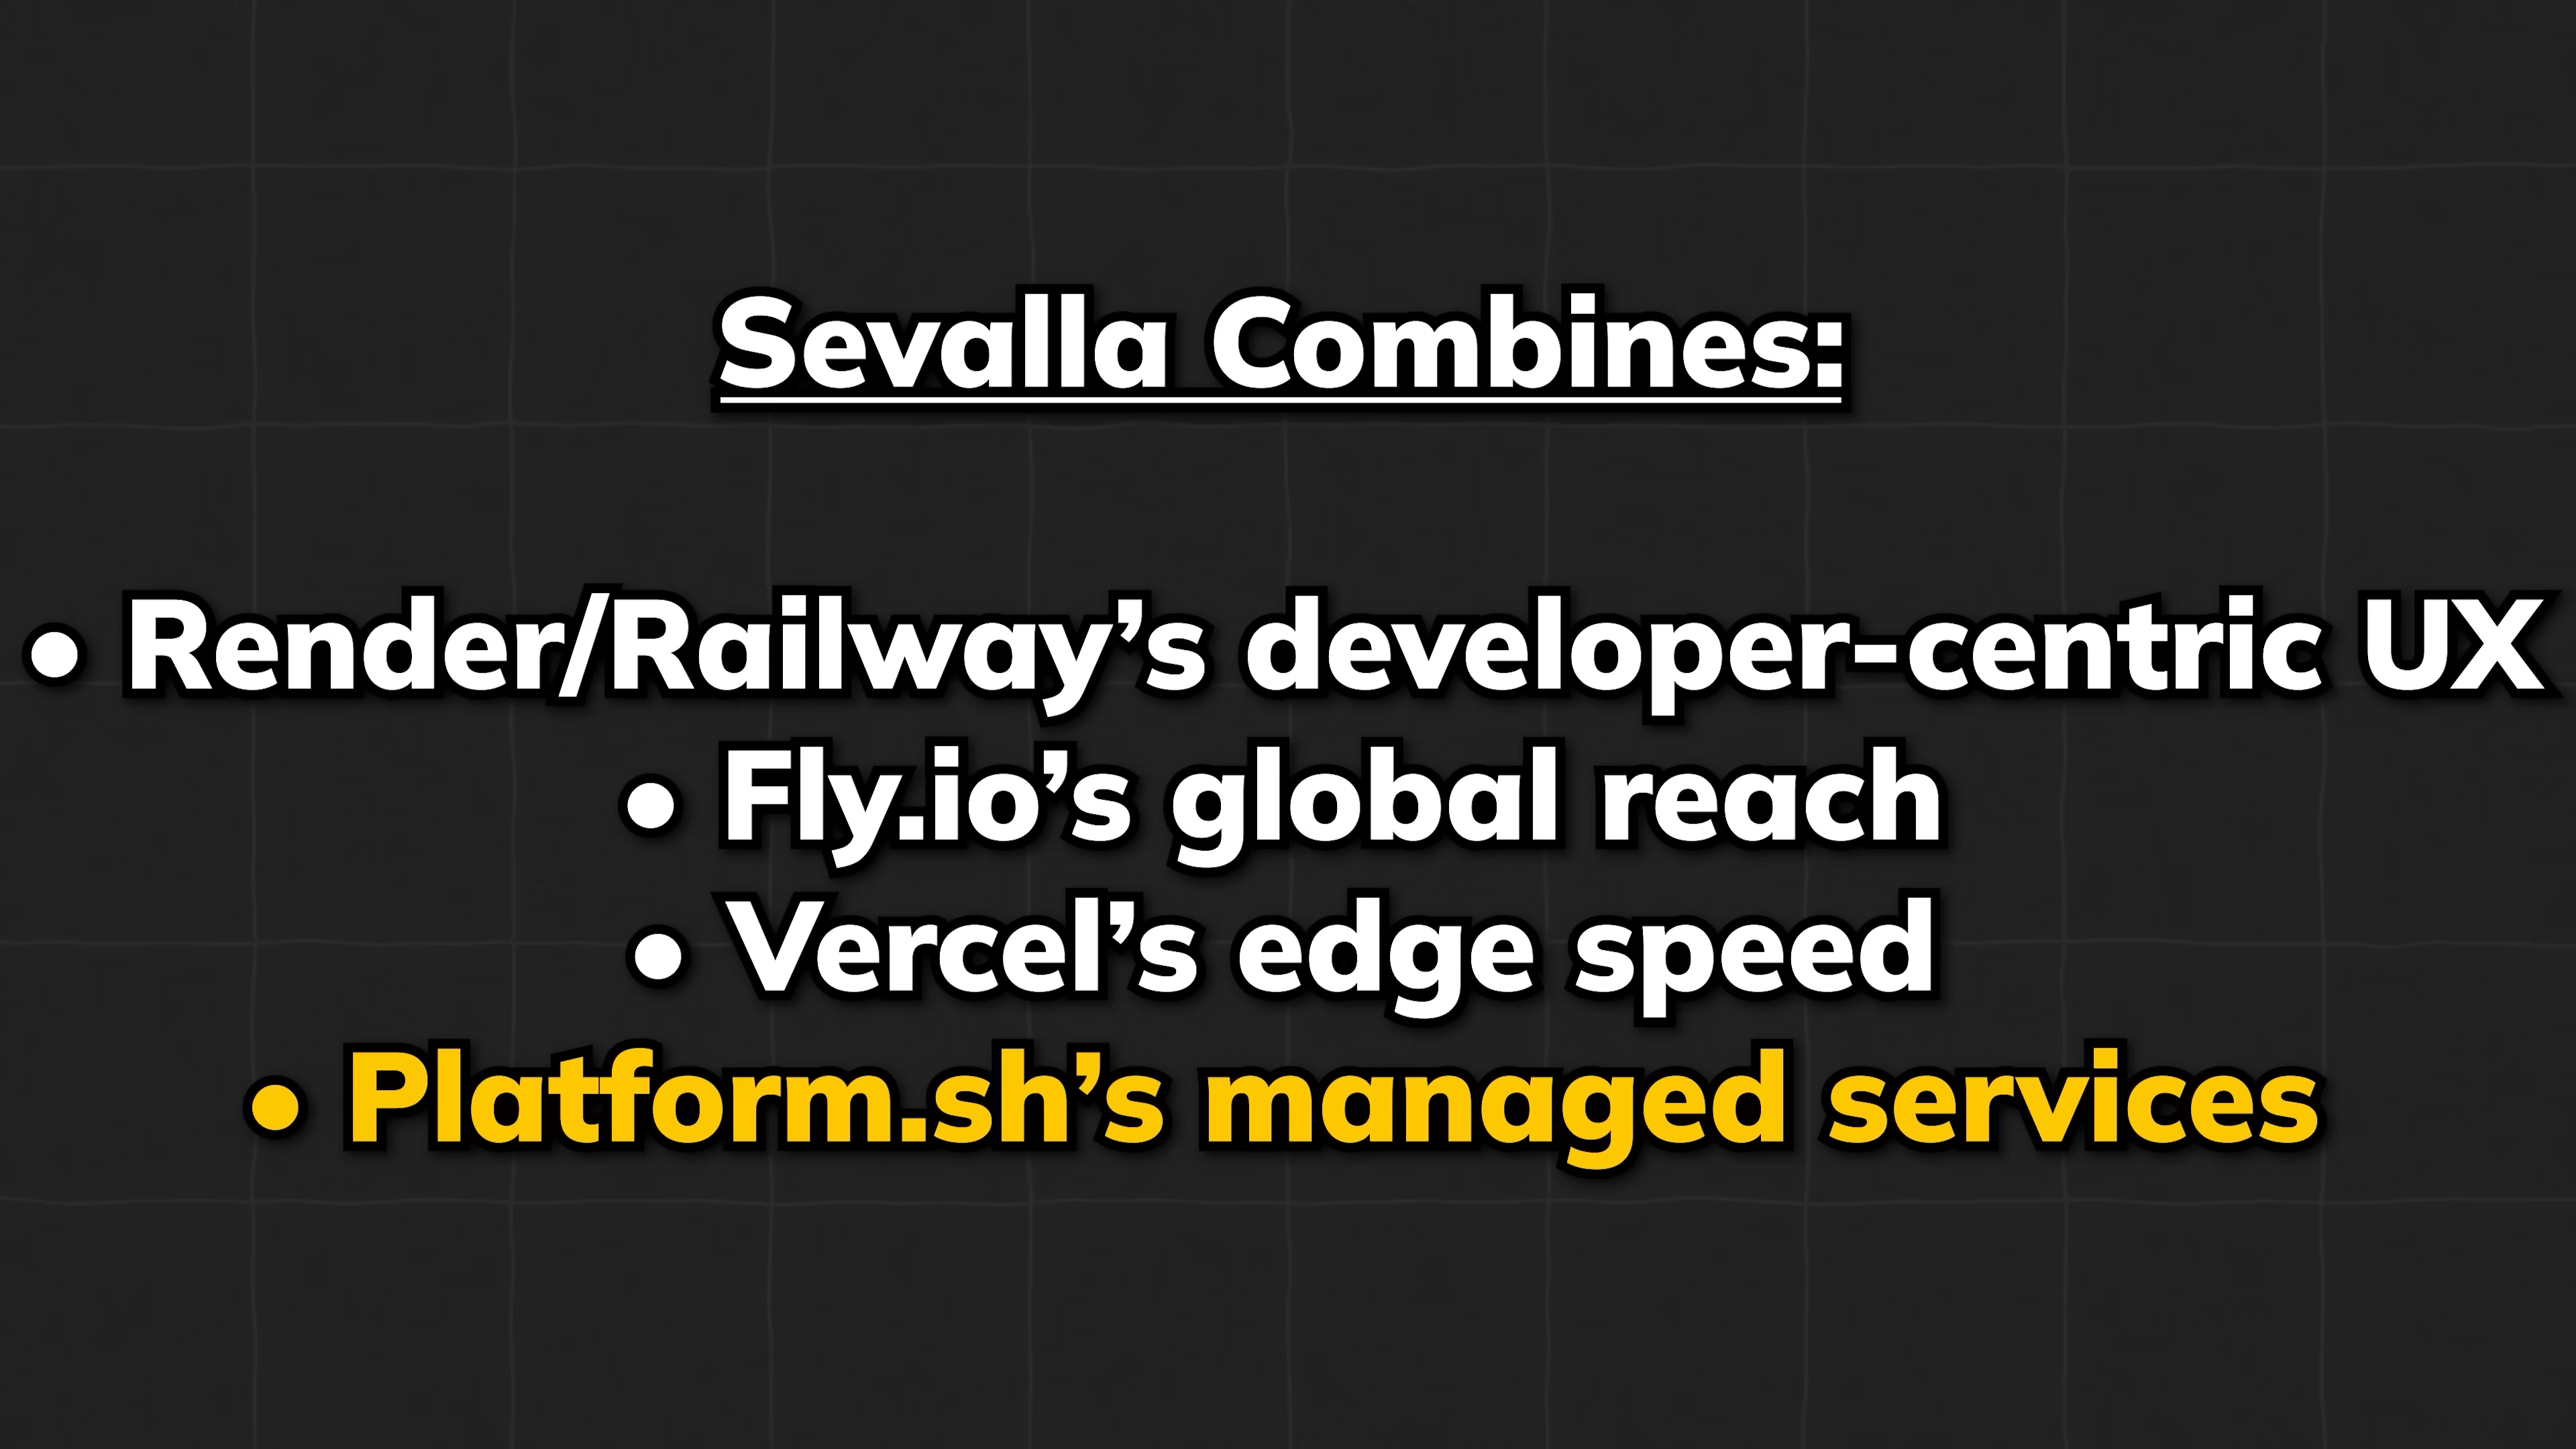 Sevalla Combines:
• Render/Railway’s developer-centric UX
• Fly.io’s global reach
• Vercel’s edge speed
• Platform.sh’s managed services